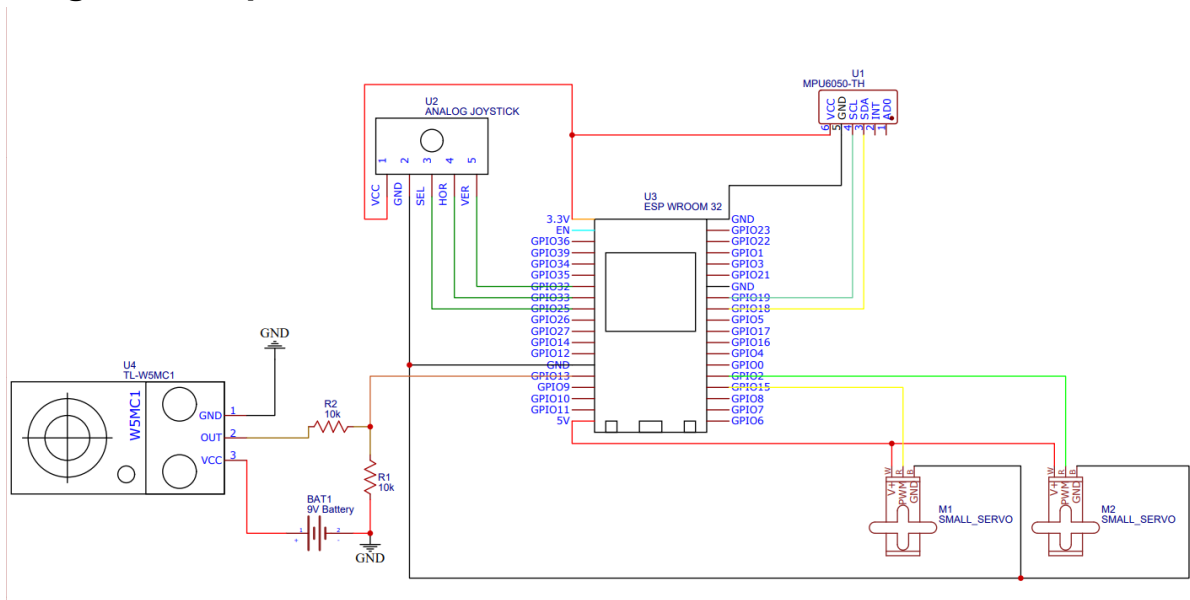 U1
MPU6050-TH
VCC
GND
SCL
SDA
INT
AD0
6
5
4
3
2
1
U2
ANALOG JOYSTICK
1
2
3
4
5
VCC
GND
SEL
HOR
VER
U3
ESP WROOM 32
3.3V
EN
GPIO36
GPIO39
GPIO34
GPIO35
GPIO32
GPIO33
GPIO25
GPIO26
GPIO27
GPIO14
GPIO12
GND
GPIO13
GPIO9
GPIO10
GPIO11
5V
GND
GPIO23
GPIO22
GPIO1
GPIO3
GPIO21
GND
GPIO19
GPIO18
GPIO5
GPIO17
GPIO16
GPIO4
GPIO0
GPIO2
GPIO15
GPIO8
GPIO7
GPIO6
GND
U4
TL-W5MC1
W5MC1
GND 1
OUT 2
VCC 3
R2
10k
R1
10k
BAT1
9V Battery
1
2
+
-
GND
W
R
B
V+
PWM
GND
M1
SMALL_SERVO
W
R
B
V+
PWM
GND
M2
SMALL_SERVO